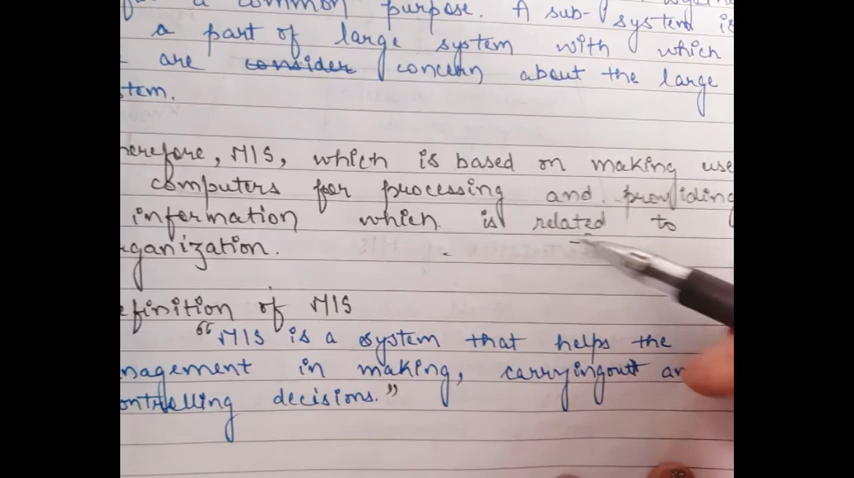 a common purpose. A sub-system is
a part of large system with which
are consider concern about the large
stem.
herefore, MIS, which is based on making use
computers for processing and providing
information which is related to
ganization.
efinition of MIS
"MIS is a system that helps the
nagement in making, carryingout an
ontrolling decisions."